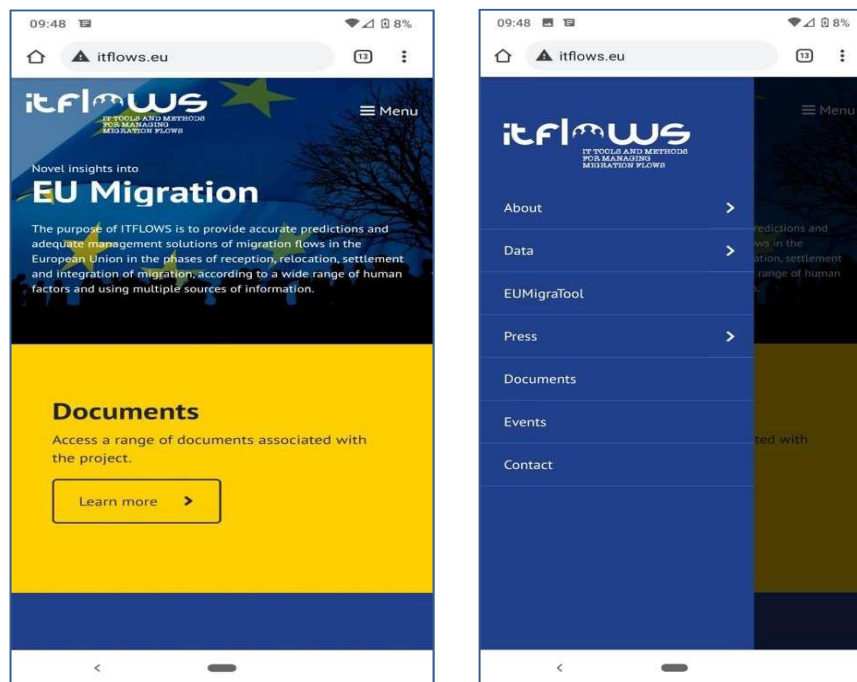 09:48 8%
itflows.eu 13
itflows
IT TOOLS AND METHODS
FOR MANAGING
MIGRATION FLOWS
Menu
Novel insights into
EU Migration
The purpose of ITFLOWS is to provide accurate predictions and
adequate management solutions of migration flows in the
European Union in the phases of reception, relocation, settlement
and integration of migration, according to a wide range of human
factors and using multiple sources of information.
Documents
Access a range of documents associated with
the project.
Learn more
09:48 8%
itflows.eu 13
itflows
IT TOOLS AND METHODS
FOR MANAGING
MIGRATION FLOWS
Menu
About
Data
EUMigraTool
Press
Documents
Events
Contact
redictions and
ws in the
ation, settlement
range of human
ted with